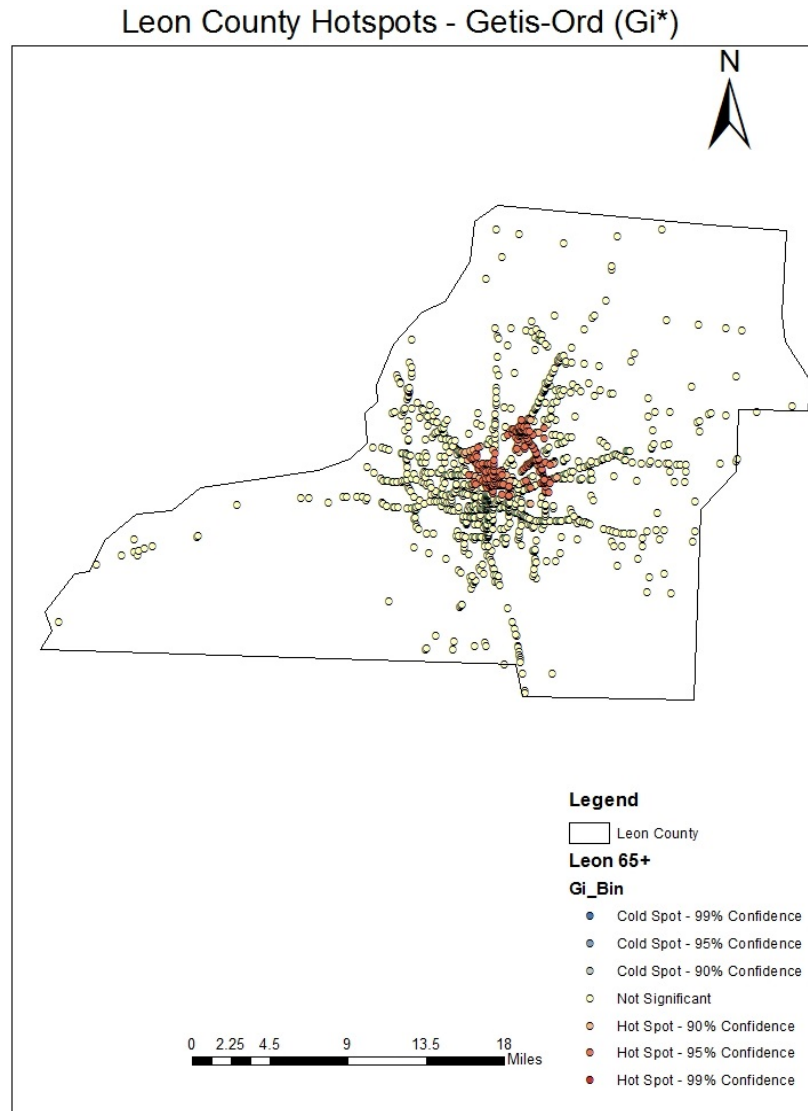 Leon County Hotspots - Getis-Ord (Gi*)
N
Legend
Leon County
Leon 65+
Gi_Bin
Cold Spot - 99% Confidence
Cold Spot - 95% Confidence
Cold Spot - 90% Confidence
Not Significant
Hot Spot - 90% Confidence
Hot Spot - 95% Confidence
Hot Spot - 99% Confidence
0 2.25 4.5 9 13.5 18
Miles